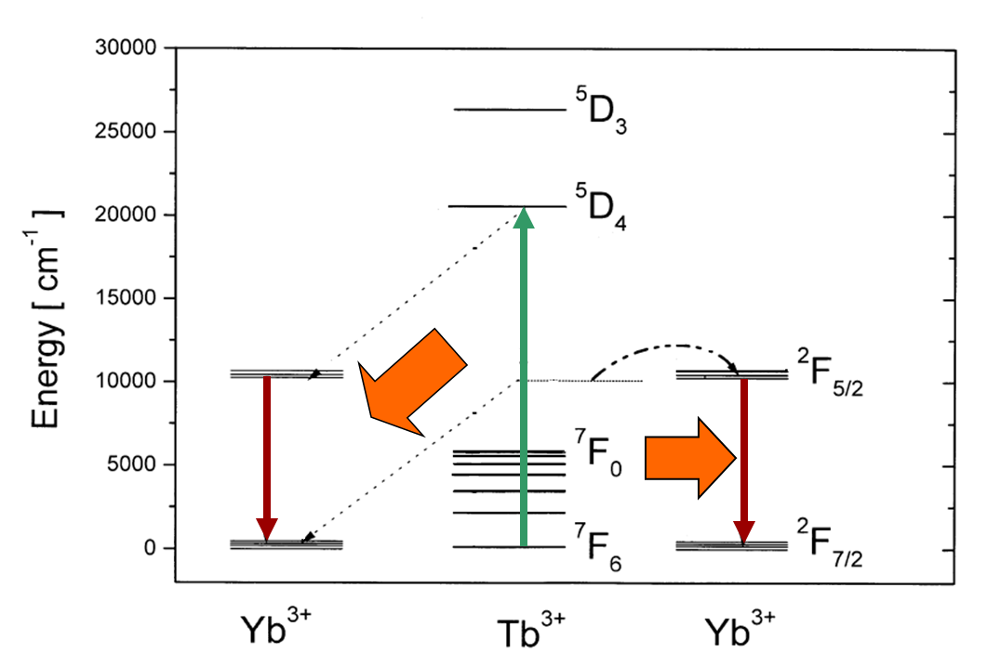 30000
25000
20000
15000
10000
5000
0
Energy [ cm⁻¹ ]
⁵D₃
⁵D₄
²F₅/₂
⁷F₀
⁷F₆
²F₇/₂
Yb³⁺
Tb³⁺
Yb³⁺